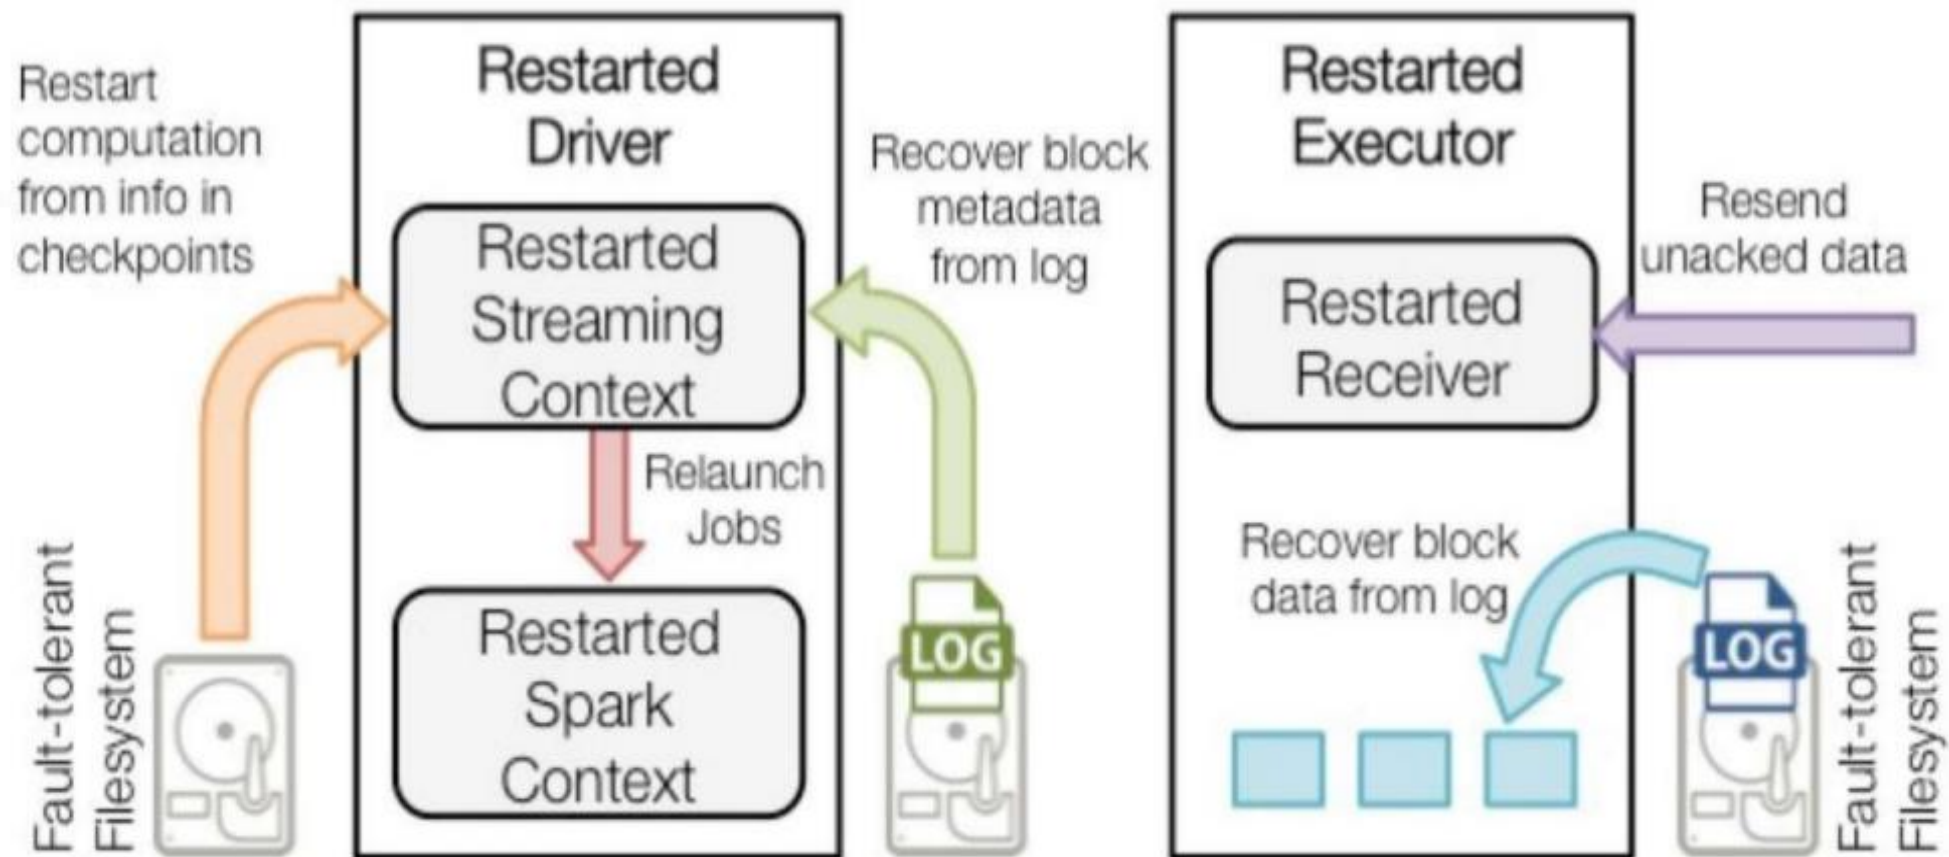 Restart
computation
from info in
checkpoints
Fault-tolerant
Filesystem
Restarted
Driver
Restarted
Streaming
Context
Relaunch
Jobs
Restarted
Spark
Context
Recover block
metadata
from log
LOG
Restarted
Executor
Restarted
Receiver
Resend
unacked data
Recover block
data from log
LOG
Fault-tolerant
Filesystem